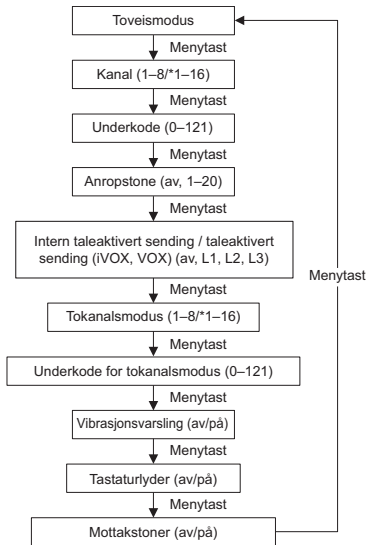 Toveismodus
Menytast
Kanal (1–8/*1–16)
Menytast
Underkode (0–121)
Menytast
Anropstone (av, 1–20)
Menytast
Intern taleaktivert sending / taleaktivert
sending (iVOX, VOX) (av, L1, L2, L3)
Menytast
Menytast
Tokanalsmodus (1–8/*1–16)
Menytast
Underkode for tokanalsmodus (0–121)
Menytast
Vibrasjonsvarsling (av/på)
Menytast
Tastaturlyder (av/på)
Menytast
Mottakstoner (av/på)